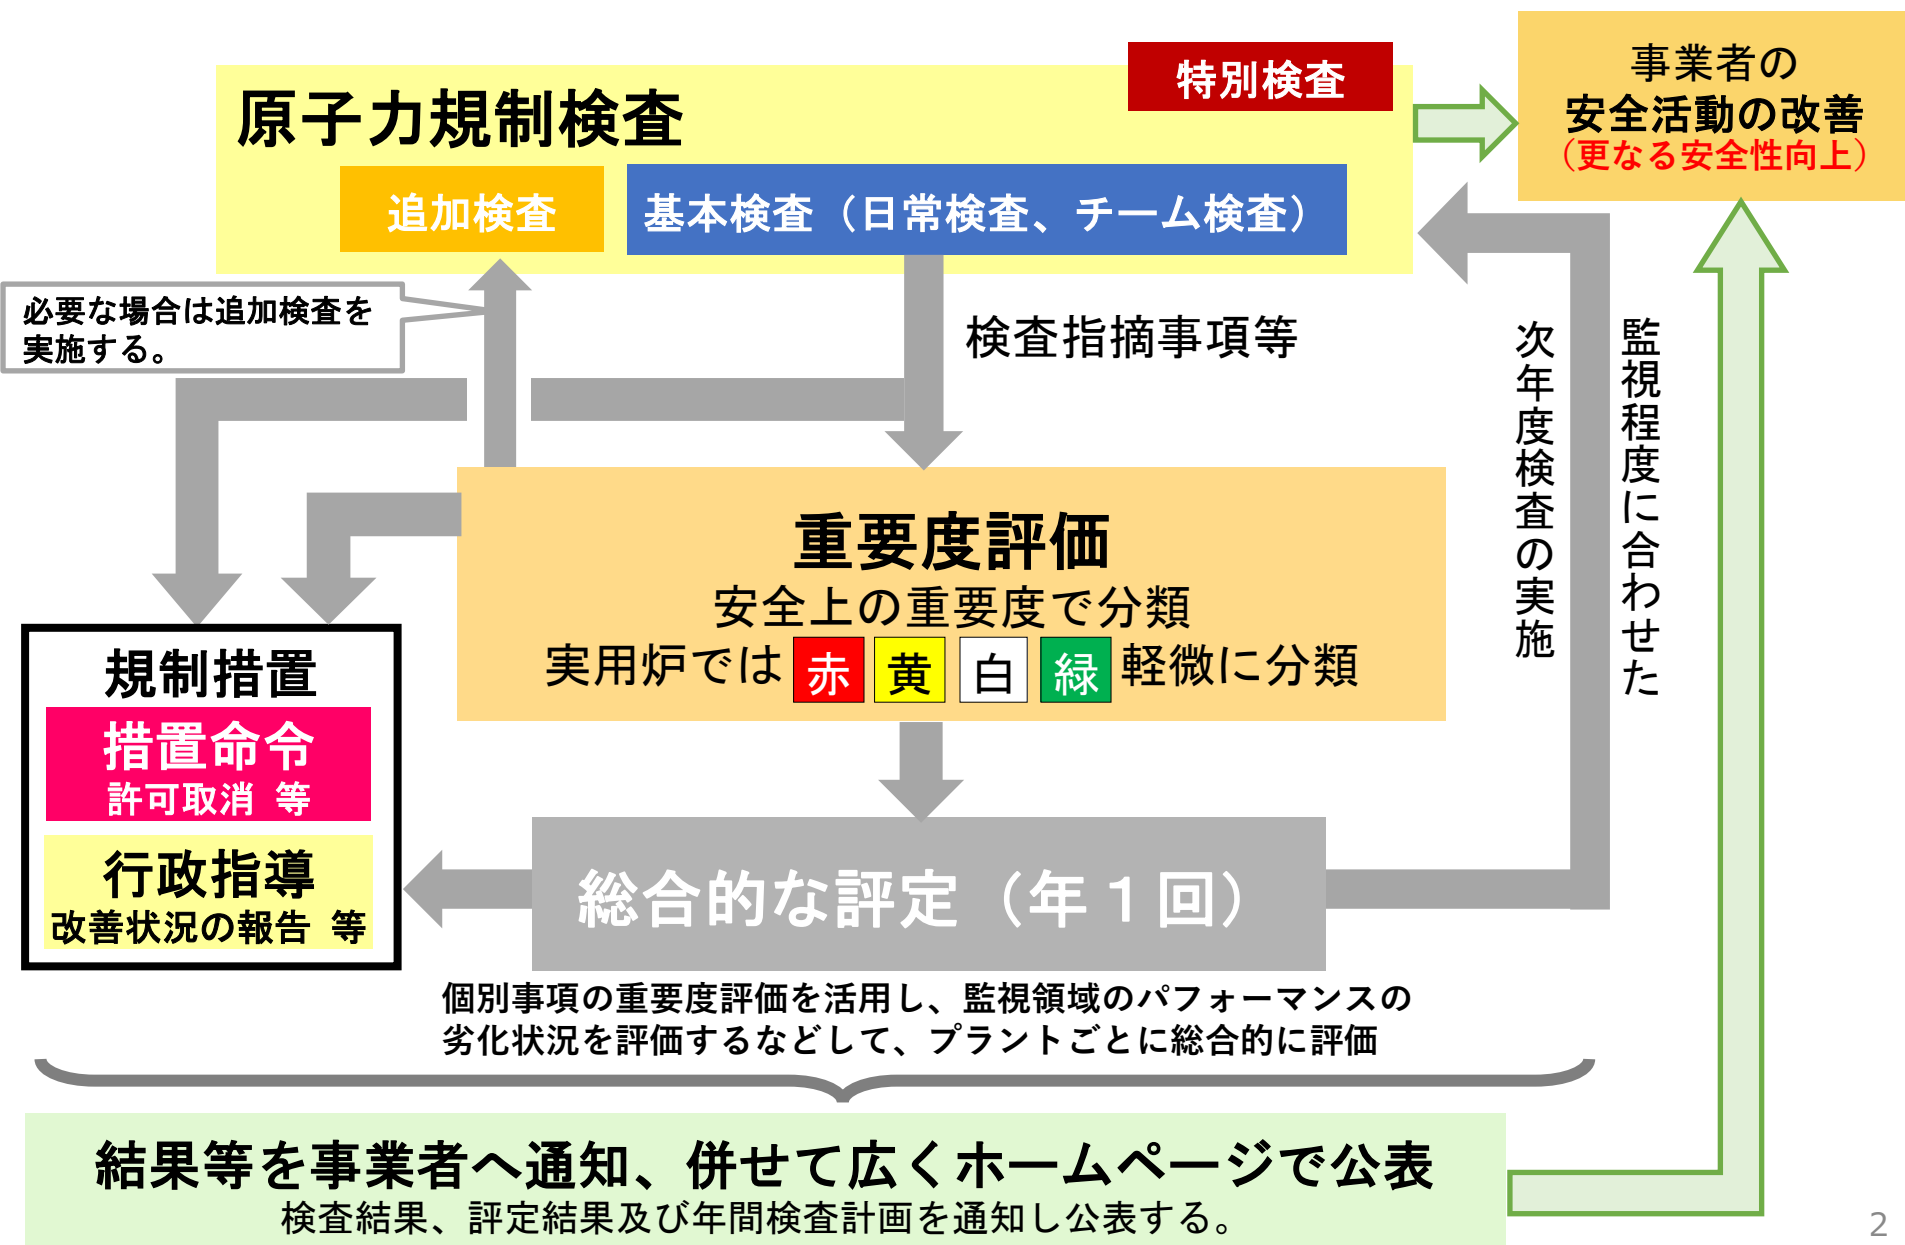 特別検査
原子力規制検査
追加検査
基本検査（日常検査、チーム検査）
事業者の
安全活動の改善
（更なる安全性向上）
必要な場合は追加検査を
実施する。
検査指摘事項等
監視程度に合わせた
次年度検査の実施
重要度評価
安全上の重要度で分類
実用炉では 赤 黄 白 緑 軽微に分類
規制措置
措置命令
許可取消 等
行政指導
改善状況の報告 等
総合的な評定（年１回）
個別事項の重要度評価を活用し、監視領域のパフォーマンスの
劣化状況を評価するなどして、プラントごとに総合的に評価
結果等を事業者へ通知、併せて広くホームページで公表
検査結果、評定結果及び年間検査計画を通知し公表する。
2